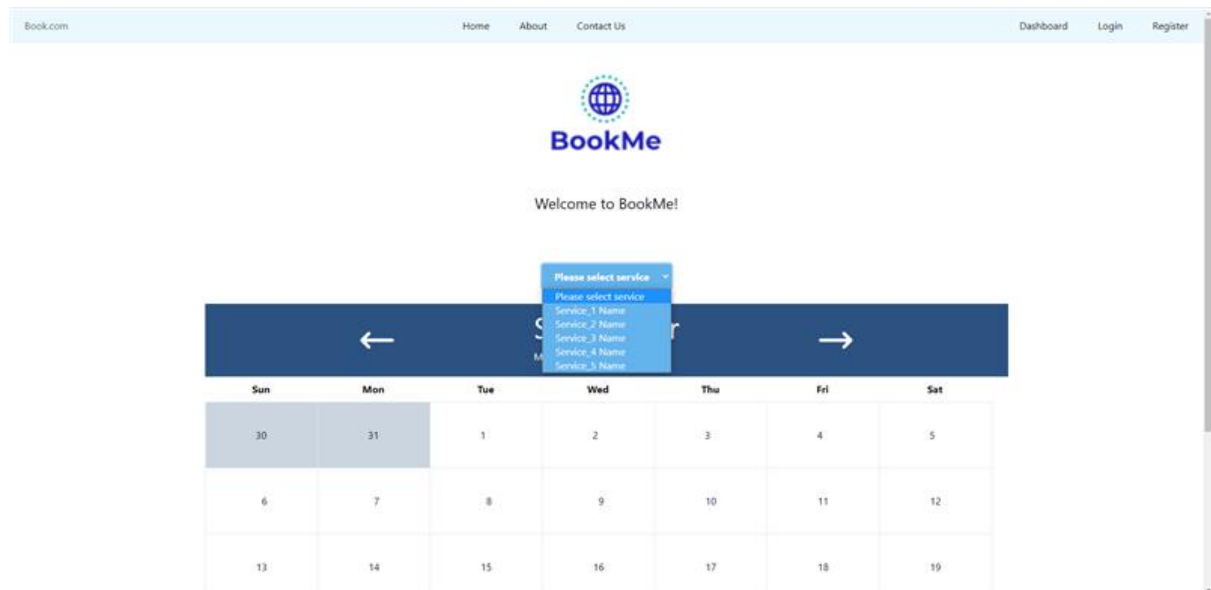 Book.com Home About Contact Us Dashboard Login Register
BookMe
Welcome to BookMe!
Please select service
Please select service
Service_1 Name
Service_2 Name
Service_3 Name
Service_4 Name
Service_5 Name
Sun Mon Tue Wed Thu Fri Sat
30 31 1 2 3 4 5
6 7 8 9 10 11 12
13 14 15 16 17 18 19